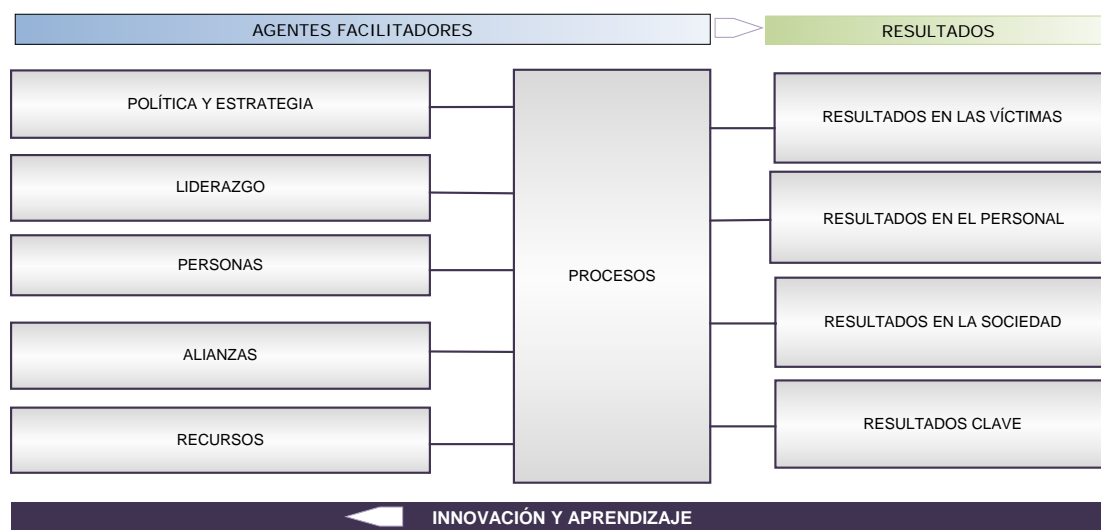 AGENTES FACILITADORES
RESULTADOS
POLÍTICA Y ESTRATEGIA
LIDERAZGO
PERSONAS
ALIANZAS
RECURSOS
PROCESOS
RESULTADOS EN LAS VÍCTIMAS
RESULTADOS EN EL PERSONAL
RESULTADOS EN LA SOCIEDAD
RESULTADOS CLAVE
INNOVACIÓN Y APRENDIZAJE